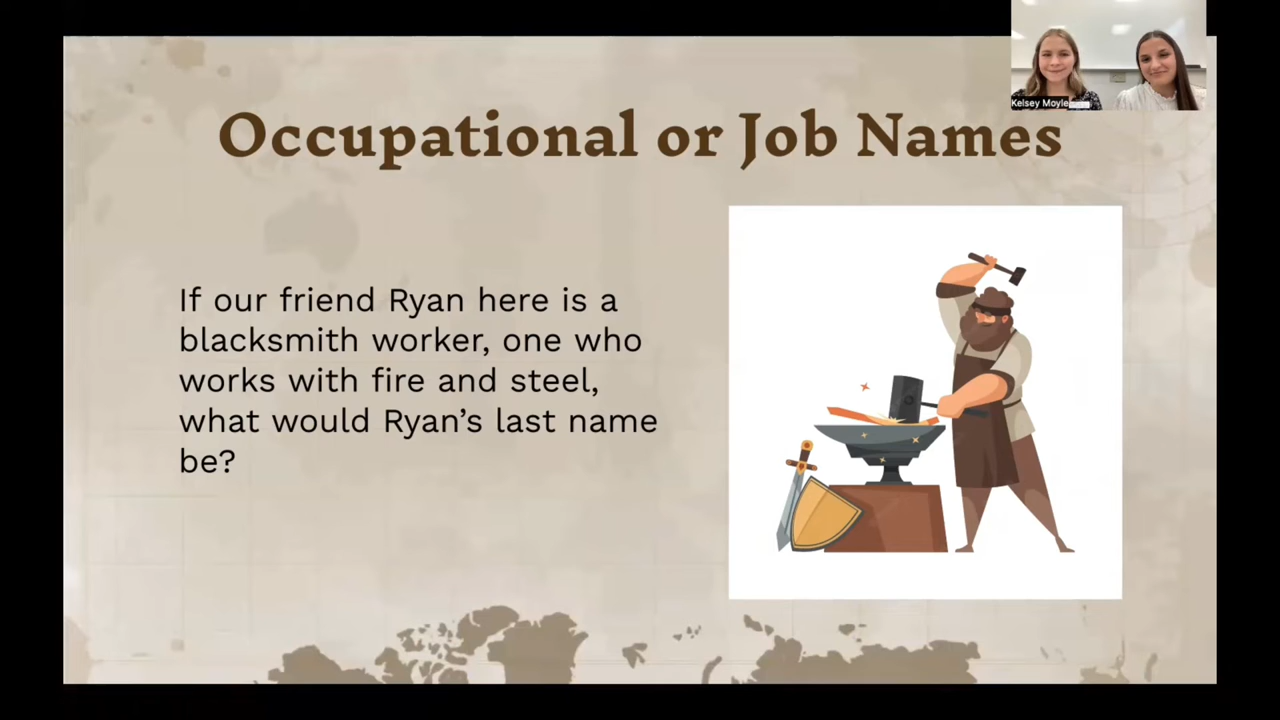 Kelsey Moyle
Occupational or Job Names
If our friend Ryan here is a
blacksmith worker, one who
works with fire and steel,
what would Ryan’s last name
be?